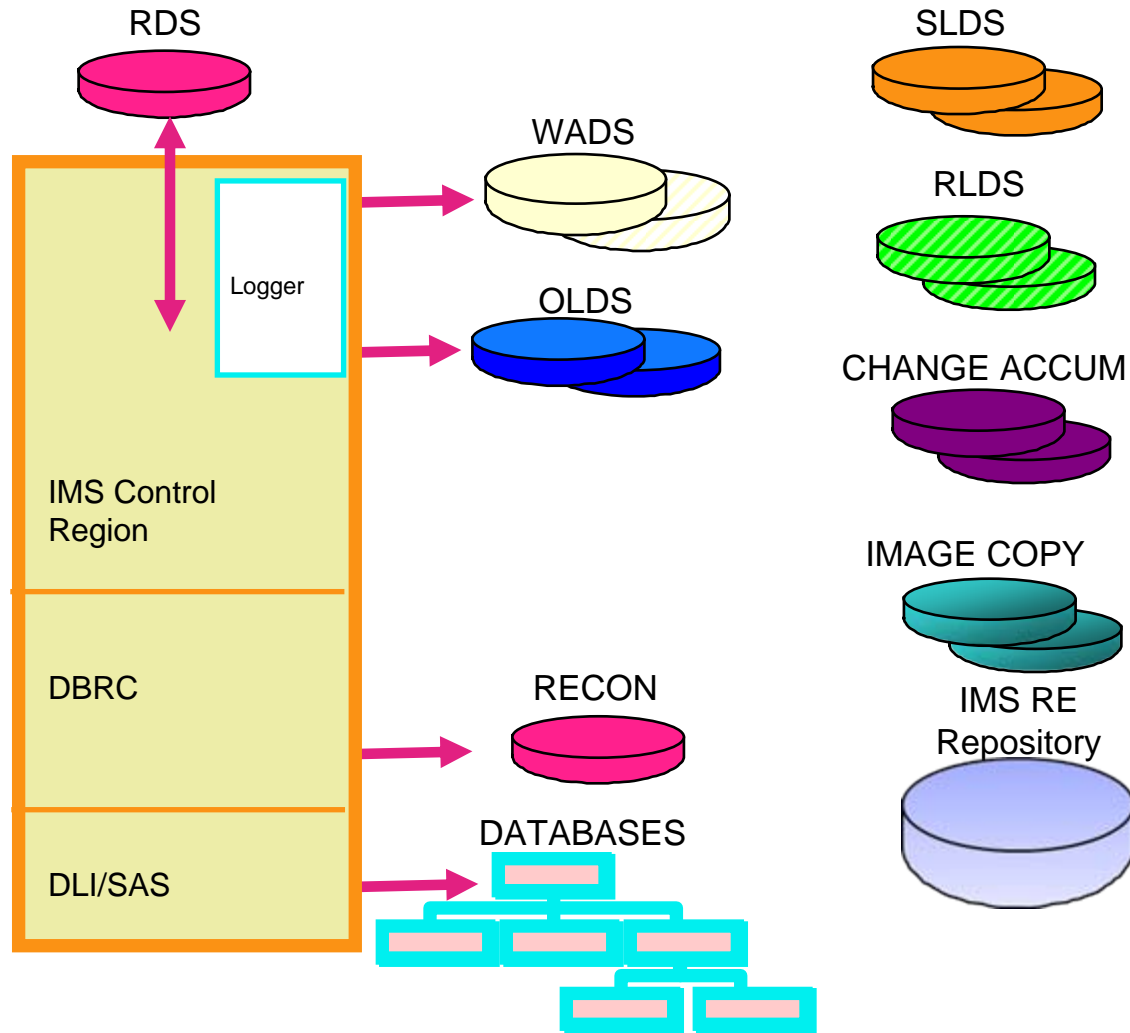 RDS
SLDS
WADS
RLDS
Logger
OLDS
CHANGE ACCUM
IMS Control
Region
IMAGE COPY
DBRC
RECON
IMS RE
Repository
DATABASES
DLI/SAS